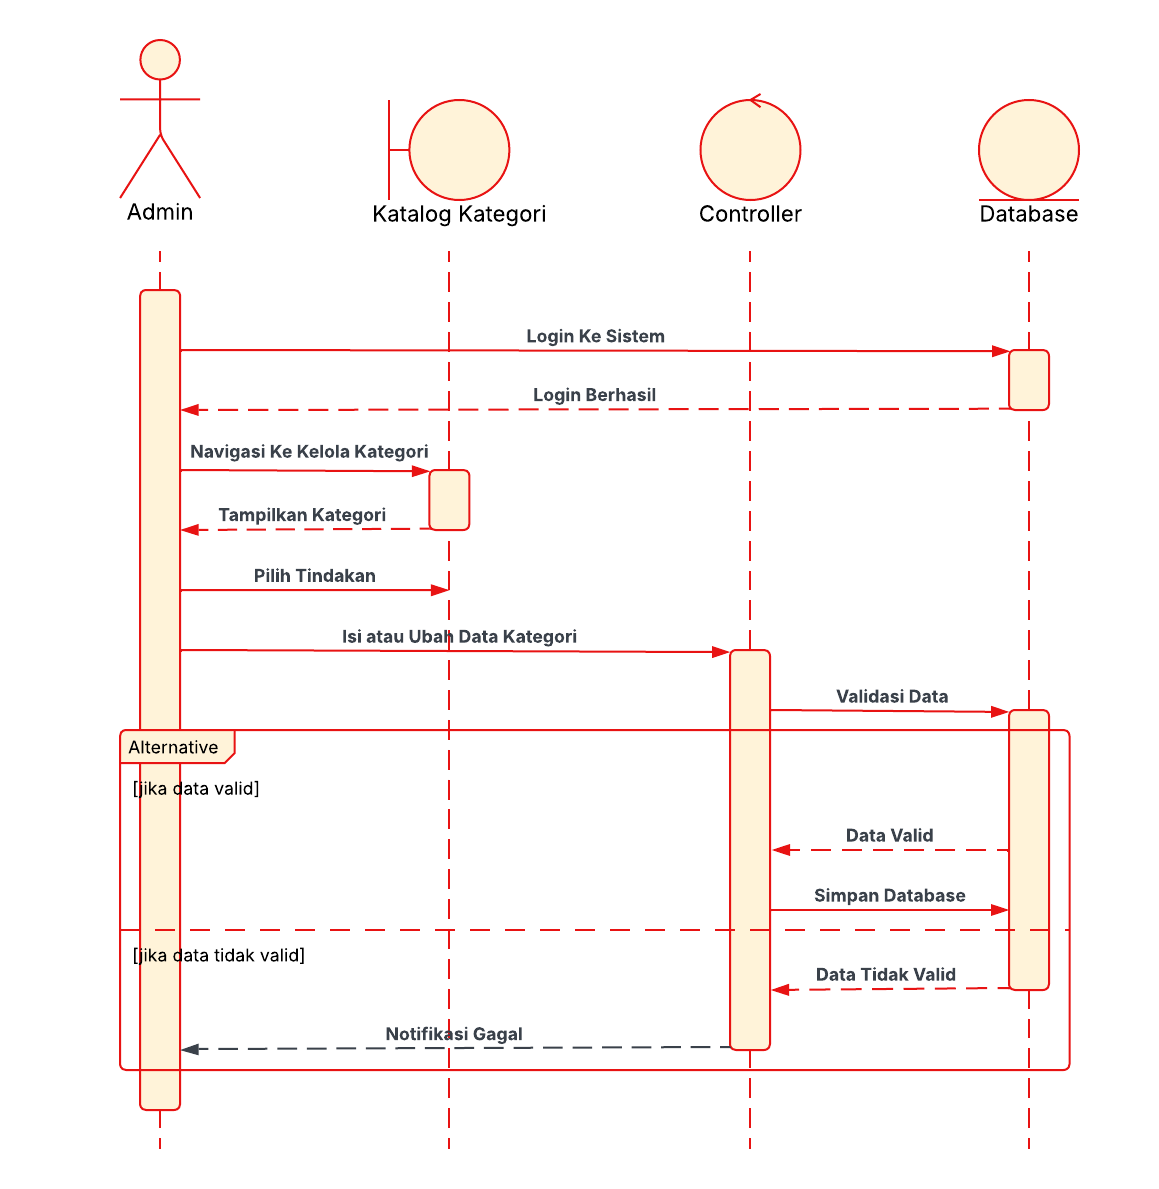 Admin
Katalog Kategori
Controller
Database
Login Ke Sistem
Login Berhasil
Navigasi Ke Kelola Kategori
Tampilkan Kategori
Pilih Tindakan
Isi atau Ubah Data Kategori
Validasi Data
Alternative
[jika data valid]
Data Valid
Simpan Database
[jika data tidak valid]
Data Tidak Valid
Notifikasi Gagal